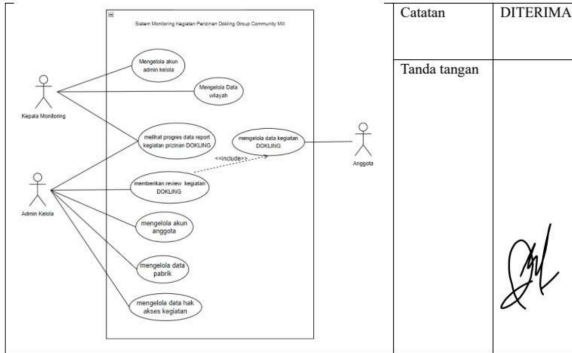 Sistem Monitoring Kegiatan Perizinan Dokling Group Community Mill
Mengelola akun
admin kelola
Mengelola Data
wilayah
Kepala Monitoring
melihat progres data report
kegiatan prizinan DOKLING
mengelola data kegiatan
DOKLING
<<include>>
Anggota
memberikan review kegiatan
DOKLING
Admin Kelola
mengelola akun
anggota
mengelola data
pabrik
mengelola data hak
akses kegiatan
Catatan
DITERIMA
Tanda tangan